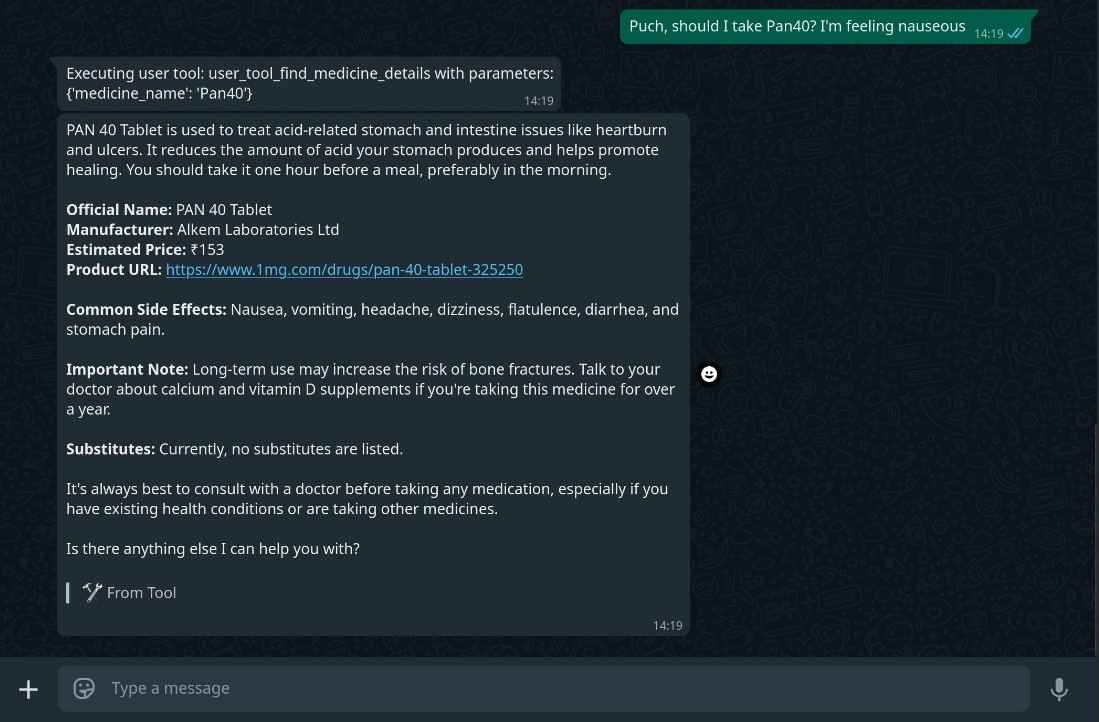 Puch, should I take Pan40? I'm feeling nauseous 14:19
Executing user tool: user_tool_find_medicine_details with parameters:
{'medicine_name': 'Pan40'}
14:19
PAN 40 Tablet is used to treat acid-related stomach and intestine issues like heartburn
and ulcers. It reduces the amount of acid your stomach produces and helps promote
healing. You should take it one hour before a meal, preferably in the morning.
Official Name: PAN 40 Tablet
Manufacturer: Alkem Laboratories Ltd
Estimated Price: ₹153
Product URL: https://www.1mg.com/drugs/pan-40-tablet-325250
Common Side Effects: Nausea, vomiting, headache, dizziness, flatulence, diarrhea, and
stomach pain.
Important Note: Long-term use may increase the risk of bone fractures. Talk to your
doctor about calcium and vitamin D supplements if you're taking this medicine for over
a year.
Substitutes: Currently, no substitutes are listed.
It's always best to consult with a doctor before taking any medication, especially if you
have existing health conditions or are taking other medicines.
Is there anything else I can help you with?
From Tool
14:19
Type a message